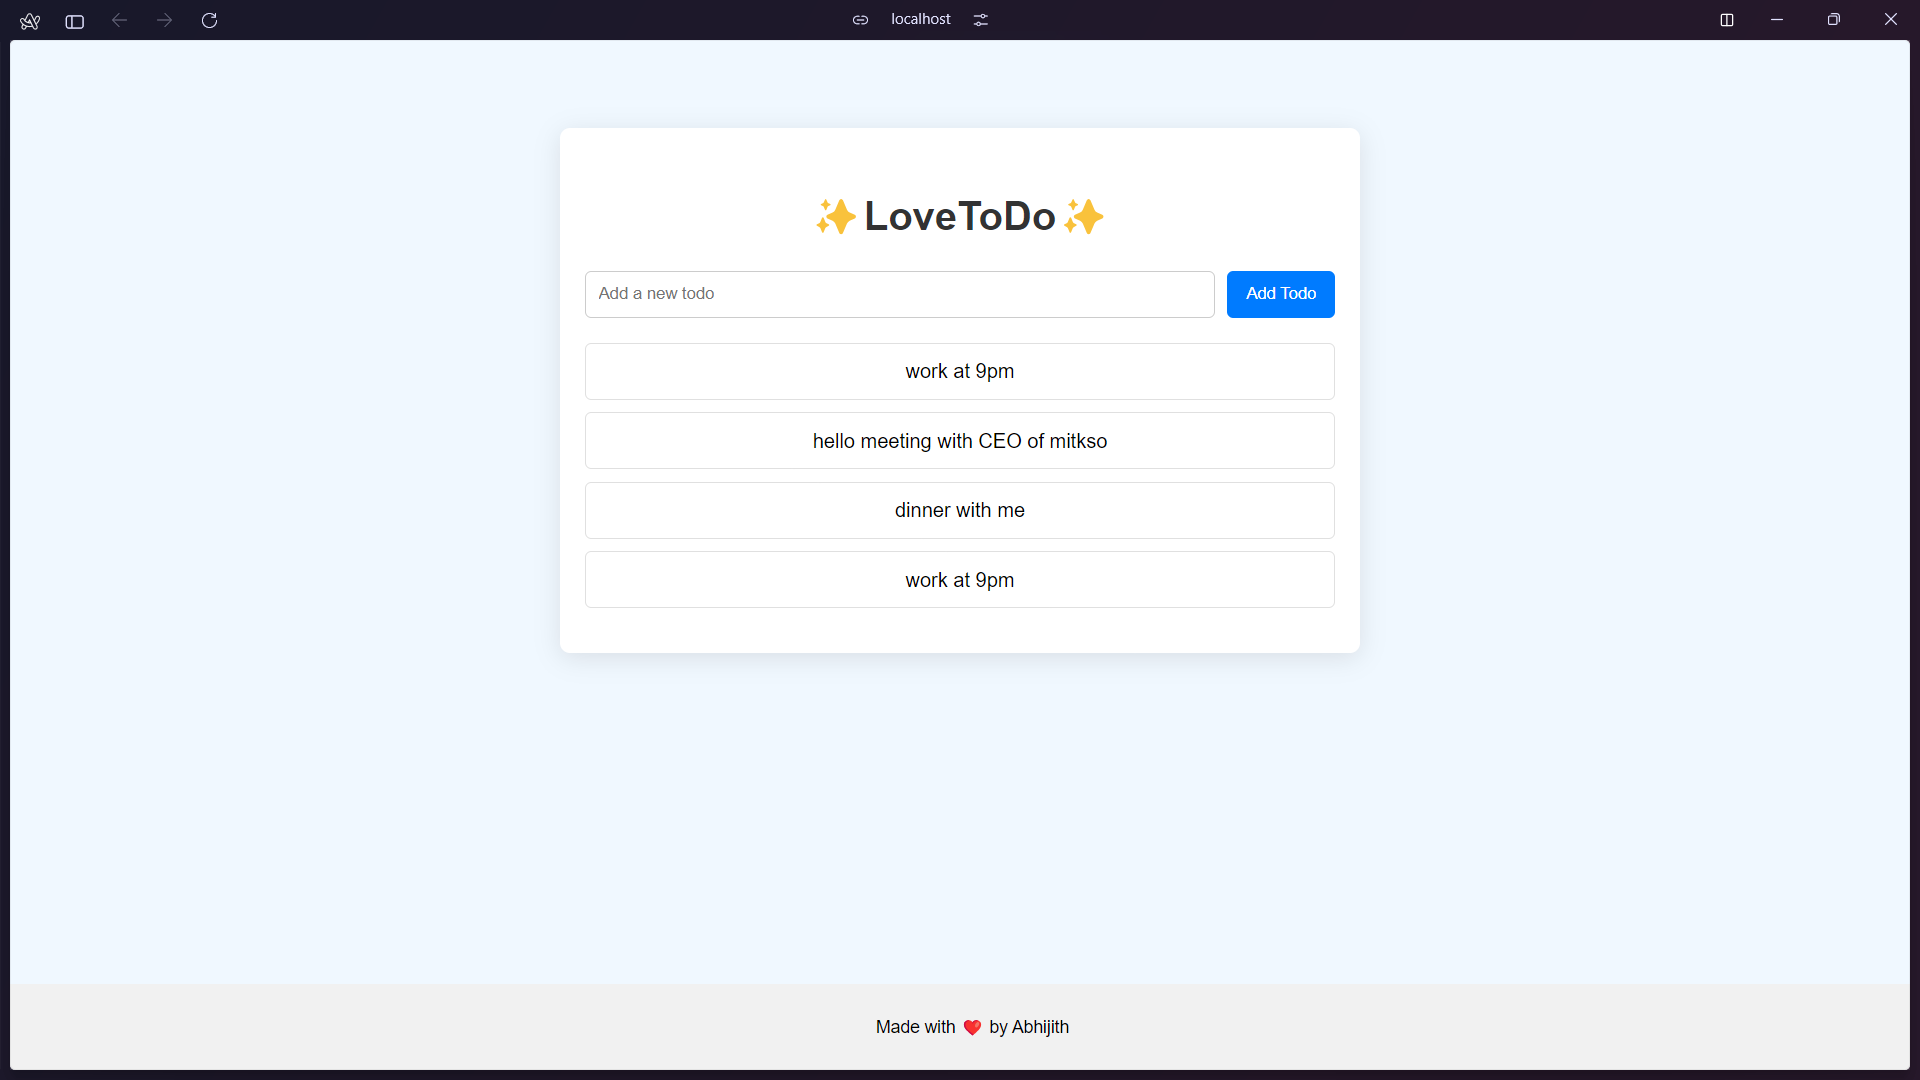 localhost
✨LoveToDo✨
Add a new todo
Add Todo
work at 9pm
hello meeting with CEO of mitkso
dinner with me
work at 9pm
Made with ❤️ by Abhijith